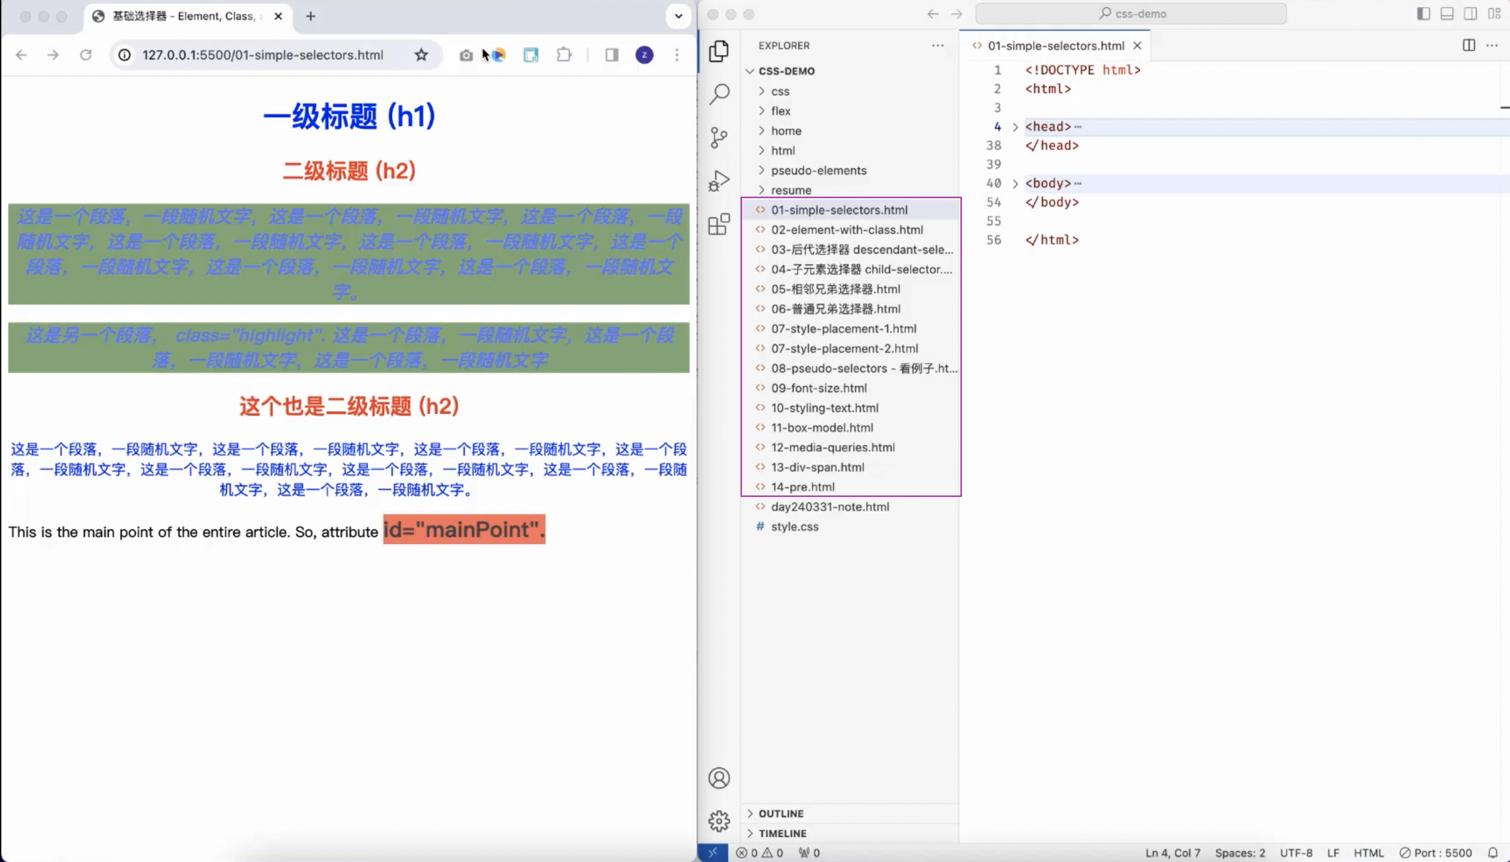 基础选择器 - Element, Class,
127.0.0.1:5500/01-simple-selectors.html
z
一级标题 (h1)
二级标题 (h2)
这是一个段落，一段随机文字，这是一个段落，一段随机文字，这是一个段落，一段
随机文字，这是一个段落，一段随机文字，这是一个段落，一段随机文字，这是一个
段落，一段随机文字，这是一个段落，一段随机文字，这是一个段落，一段随机文
字。
这是另一个段落， class="highlight". 这是一个段落，一段随机文字，这是一个段
落，一段随机文字，这是一个段落，一段随机文字
这个也是二级标题 (h2)
这是一个段落，一段随机文字，这是一个段落，一段随机文字，这是一个段落，一段随机文字，这是一个段
落，一段随机文字，这是一个段落，一段随机文字，这是一个段落，一段随机文字，这是一个段落，一段随
机文字，这是一个段落，一段随机文字。
This is the main point of the entire article. So, attribute id="mainPoint".
css-demo
EXPLORER
CSS-DEMO
css
flex
home
html
pseudo-elements
resume
01-simple-selectors.html
02-element-with-class.html
03-后代选择器 descendant-sele...
04-子元素选择器 child-selector....
05-相邻兄弟选择器.html
06-普通兄弟选择器.html
07-style-placement-1.html
07-style-placement-2.html
08-pseudo-selectors - 看例子.ht...
09-font-size.html
10-styling-text.html
11-box-model.html
12-media-queries.html
13-div-span.html
14-pre.html
day240331-note.html
# style.css
OUTLINE
TIMELINE
01-simple-selectors.html
1 <!DOCTYPE html>
2 <html>
3
4 <head>…
38 </head>
39
40 <body>…
54 </body>
55
56 </html>
0 0 0
Ln 4, Col 7 Spaces: 2 UTF-8 LF HTML Port : 5500